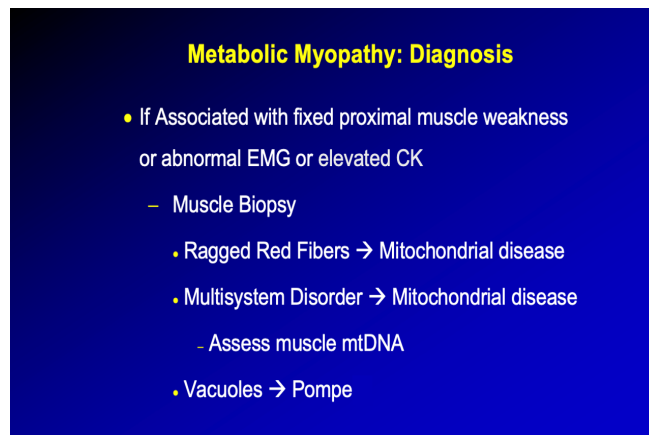 Metabolic Myopathy: Diagnosis
• If Associated with fixed proximal muscle weakness
or abnormal EMG or elevated CK
– Muscle Biopsy
• Ragged Red Fibers → Mitochondrial disease
• Multisystem Disorder → Mitochondrial disease
– Assess muscle mtDNA
• Vacuoles → Pompe